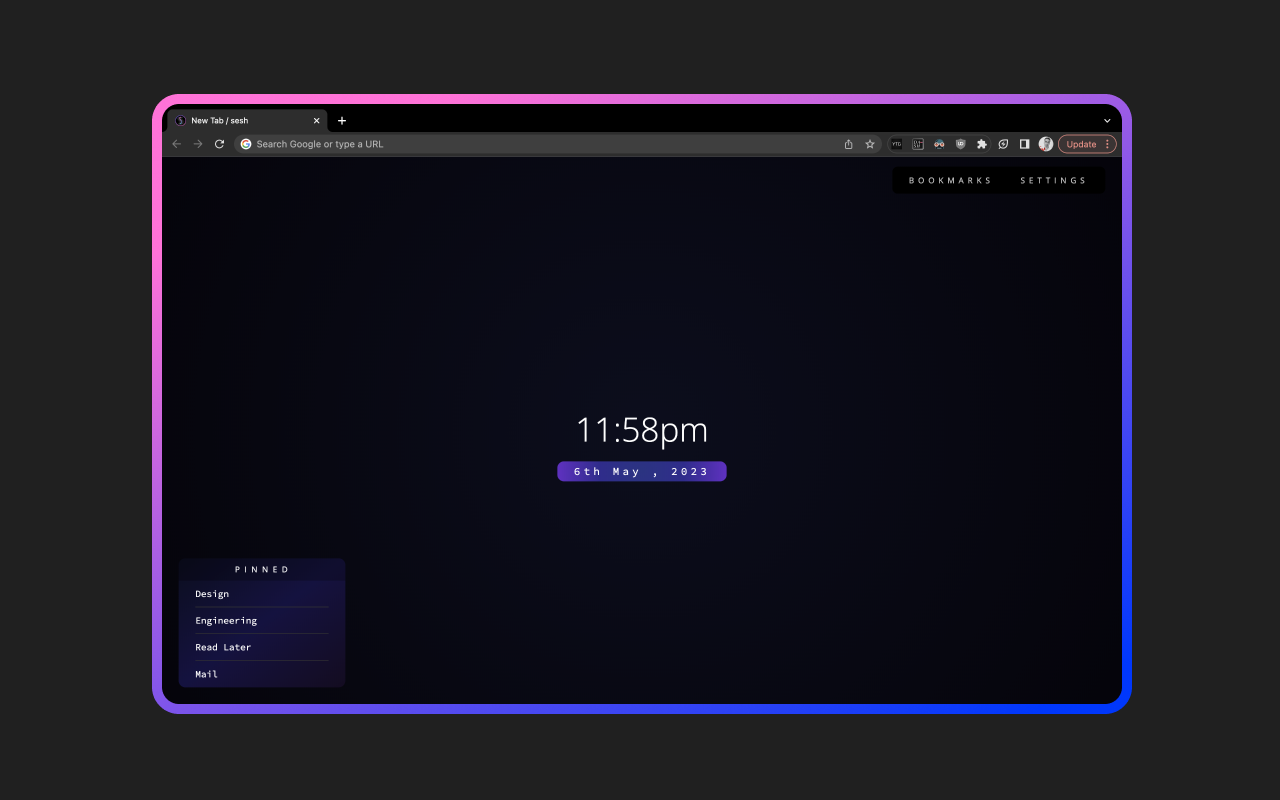 New Tab / sesh
Search Google or type a URL
YTG
Update
BOOKMARKS SETTINGS
11:58pm
6th May , 2023
PINNED
Design
Engineering
Read Later
Mail